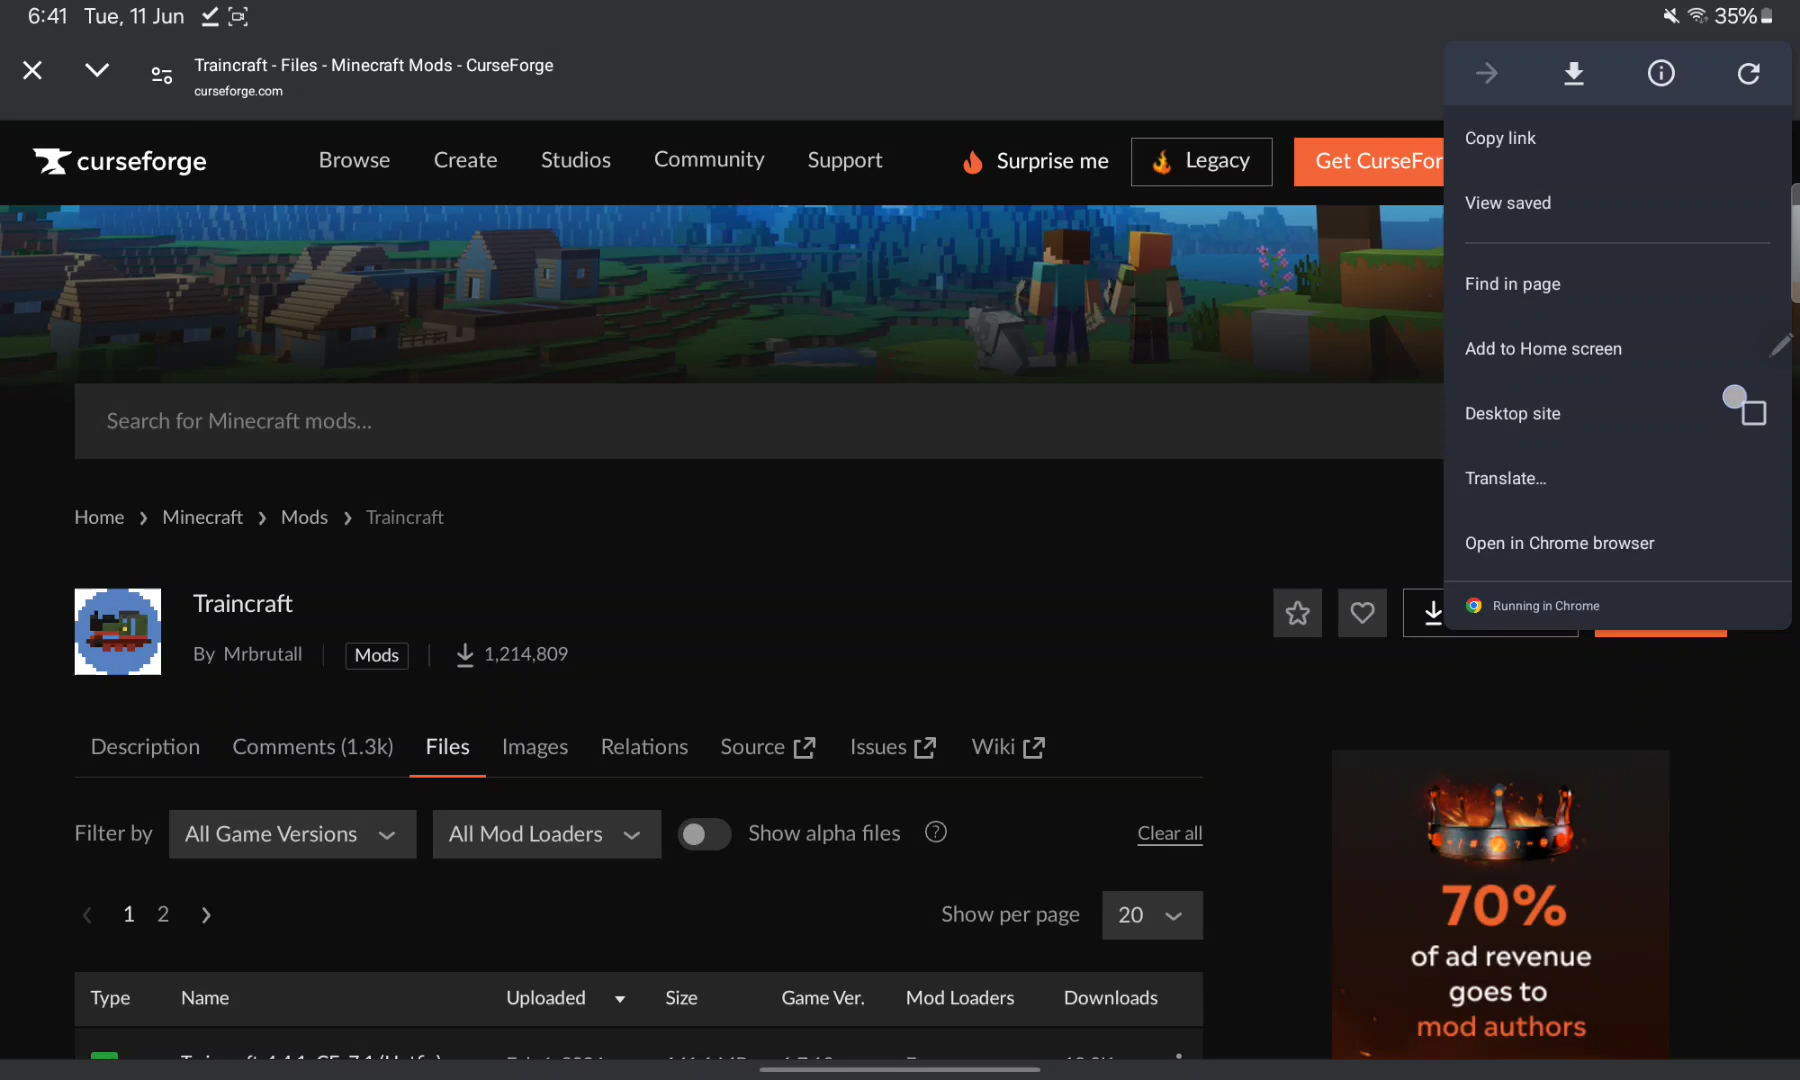 6:41 Tue, 11 Jun
35%
Traincraft - Files - Minecraft Mods - CurseForge
curseforge.com
curseforge
Browse
Create
Studios
Community
Support
Surprise me
Legacy
Get CurseFor
Copy link
View saved
Find in page
Add to Home screen
Desktop site
Translate...
Open in Chrome browser
Running in Chrome
Search for Minecraft mods...
Home
Minecraft
Mods
Traincraft
Traincraft
By Mrbrutall
Mods
1,214,809
Description
Comments (1.3k)
Files
Images
Relations
Source
Issues
Wiki
Filter by
All Game Versions
All Mod Loaders
Show alpha files
?
Clear all
1 2
Show per page
20
Type
Name
Uploaded
Size
Game Ver.
Mod Loaders
Downloads
70%
of ad revenue
goes to
mod authors